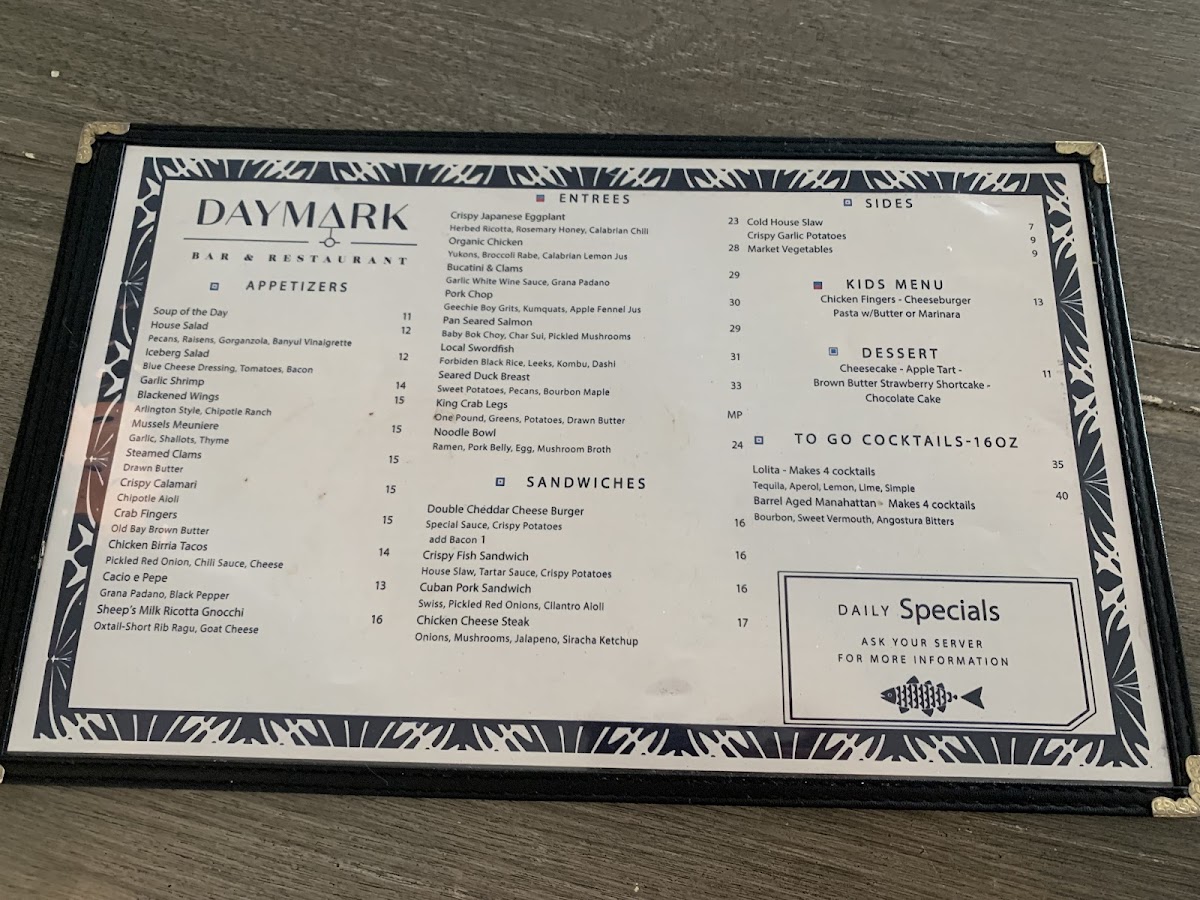 DAYMARK
BAR & RESTAURANT
APPETIZERS
Soup of the Day 11
House Salad 12
Pecans, Raisens, Gorganzola, Banyul Vinaigrette
Iceberg Salad 12
Blue Cheese Dressing, Tomatoes, Bacon
Garlic Shrimp 14
Blackened Wings 15
Arlington Style, Chipotle Ranch
Mussels Meuniere 15
Garlic, Shallots, Thyme
Steamed Clams 15
Drawn Butter
Crispy Calamari 15
Chipotle Aioli
Crab Fingers 15
Old Bay Brown Butter
Chicken Birria Tacos 14
Pickled Red Onion, Chili Sauce, Cheese
Cacio e Pepe 13
Grana Padano, Black Pepper
Sheep's Milk Ricotta Gnocchi 16
Oxtail-Short Rib Ragu, Goat Cheese
ENTREES
Crispy Japanese Eggplant 23
Herbed Ricotta, Rosemary Honey, Calabrian Chili
Organic Chicken 28
Yukons, Broccoli Rabe, Calabrian Lemon Jus
Bucatini & Clams 29
Garlic White Wine Sauce, Grana Padano
Pork Chop 30
Geechie Boy Grits, Kumquats, Apple Fennel Jus
Pan Seared Salmon 29
Baby Bok Choy, Char Sui, Pickled Mushrooms
Local Swordfish 31
Forbiden Black Rice, Leeks, Kombu, Dashi
Seared Duck Breast 33
Sweet Potatoes, Pecans, Bourbon Maple
King Crab Legs MP
One Pound, Greens, Potatoes, Drawn Butter
Noodle Bowl 24
Ramen, Pork Belly, Egg, Mushroom Broth
SANDWICHES
Double Cheddar Cheese Burger 16
Special Sauce, Crispy Potatoes
add Bacon 1
Crispy Fish Sandwich 16
House Slaw, Tartar Sauce, Crispy Potatoes
Cuban Pork Sandwich 16
Swiss, Pickled Red Onions, Cilantro Aioli
Chicken Cheese Steak 17
Onions, Mushrooms, Jalapeno, Siracha Ketchup
SIDES
Cold House Slaw 7
Crispy Garlic Potatoes 9
Market Vegetables 9
KIDS MENU
Chicken Fingers - Cheeseburger 13
Pasta w/Butter or Marinara
DESSERT
Cheesecake - Apple Tart - 11
Brown Butter Strawberry Shortcake -
Chocolate Cake
TO GO COCKTAILS-16OZ
Lolita - Makes 4 cocktails 35
Tequila, Aperol, Lemon, Lime, Simple
Barrel Aged Manahattan - Makes 4 cocktails 40
Bourbon, Sweet Vermouth, Angostura Bitters
DAILY Specials
ASK YOUR SERVER
FOR MORE INFORMATION